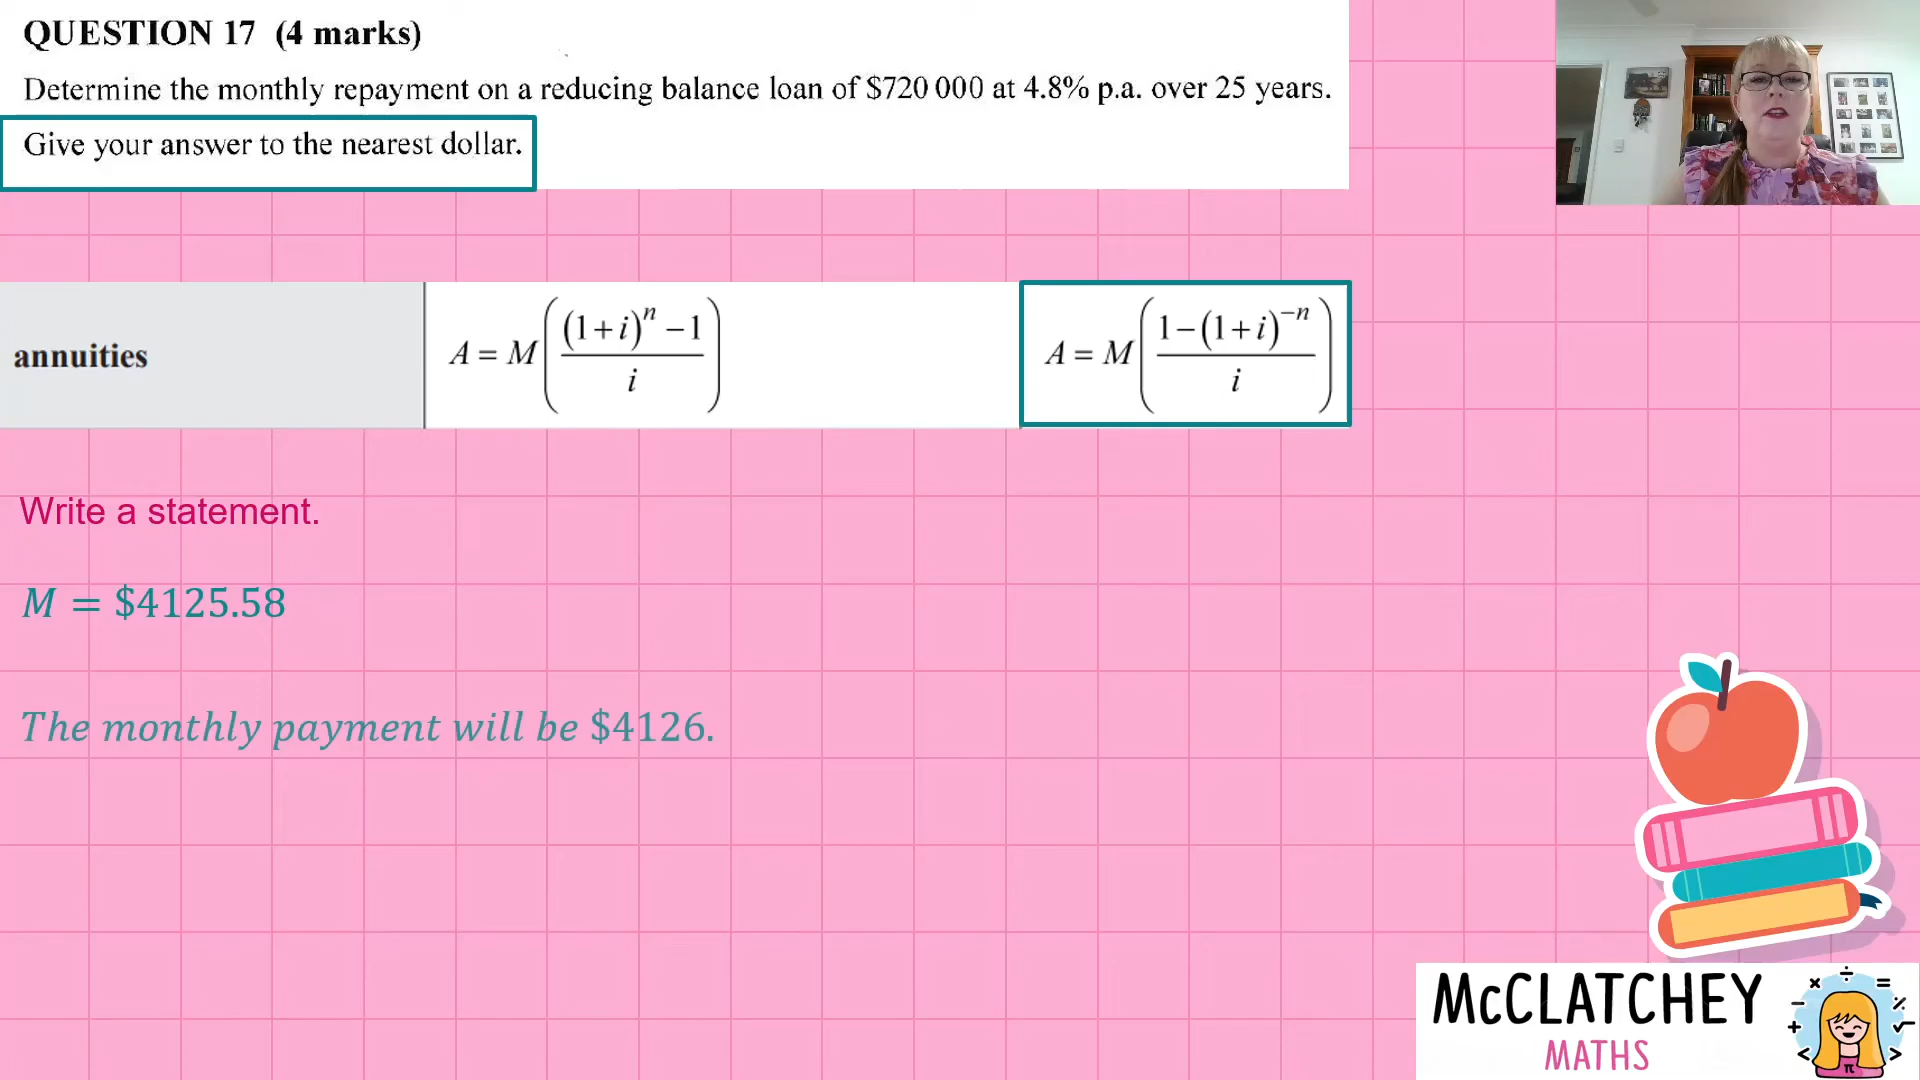 QUESTION 17 (4 marks)
Determine the monthly repayment on a reducing balance loan of $720 000 at 4.8% p.a. over 25 years.
Give your answer to the nearest dollar.
annuities
A = M ( (1+i)^n − 1 / i )
A = M ( 1 − (1+i)^−n / i )
Write a statement.
M = $4125.58
The monthly payment will be $4126.
McCLATCHEY
MATHS